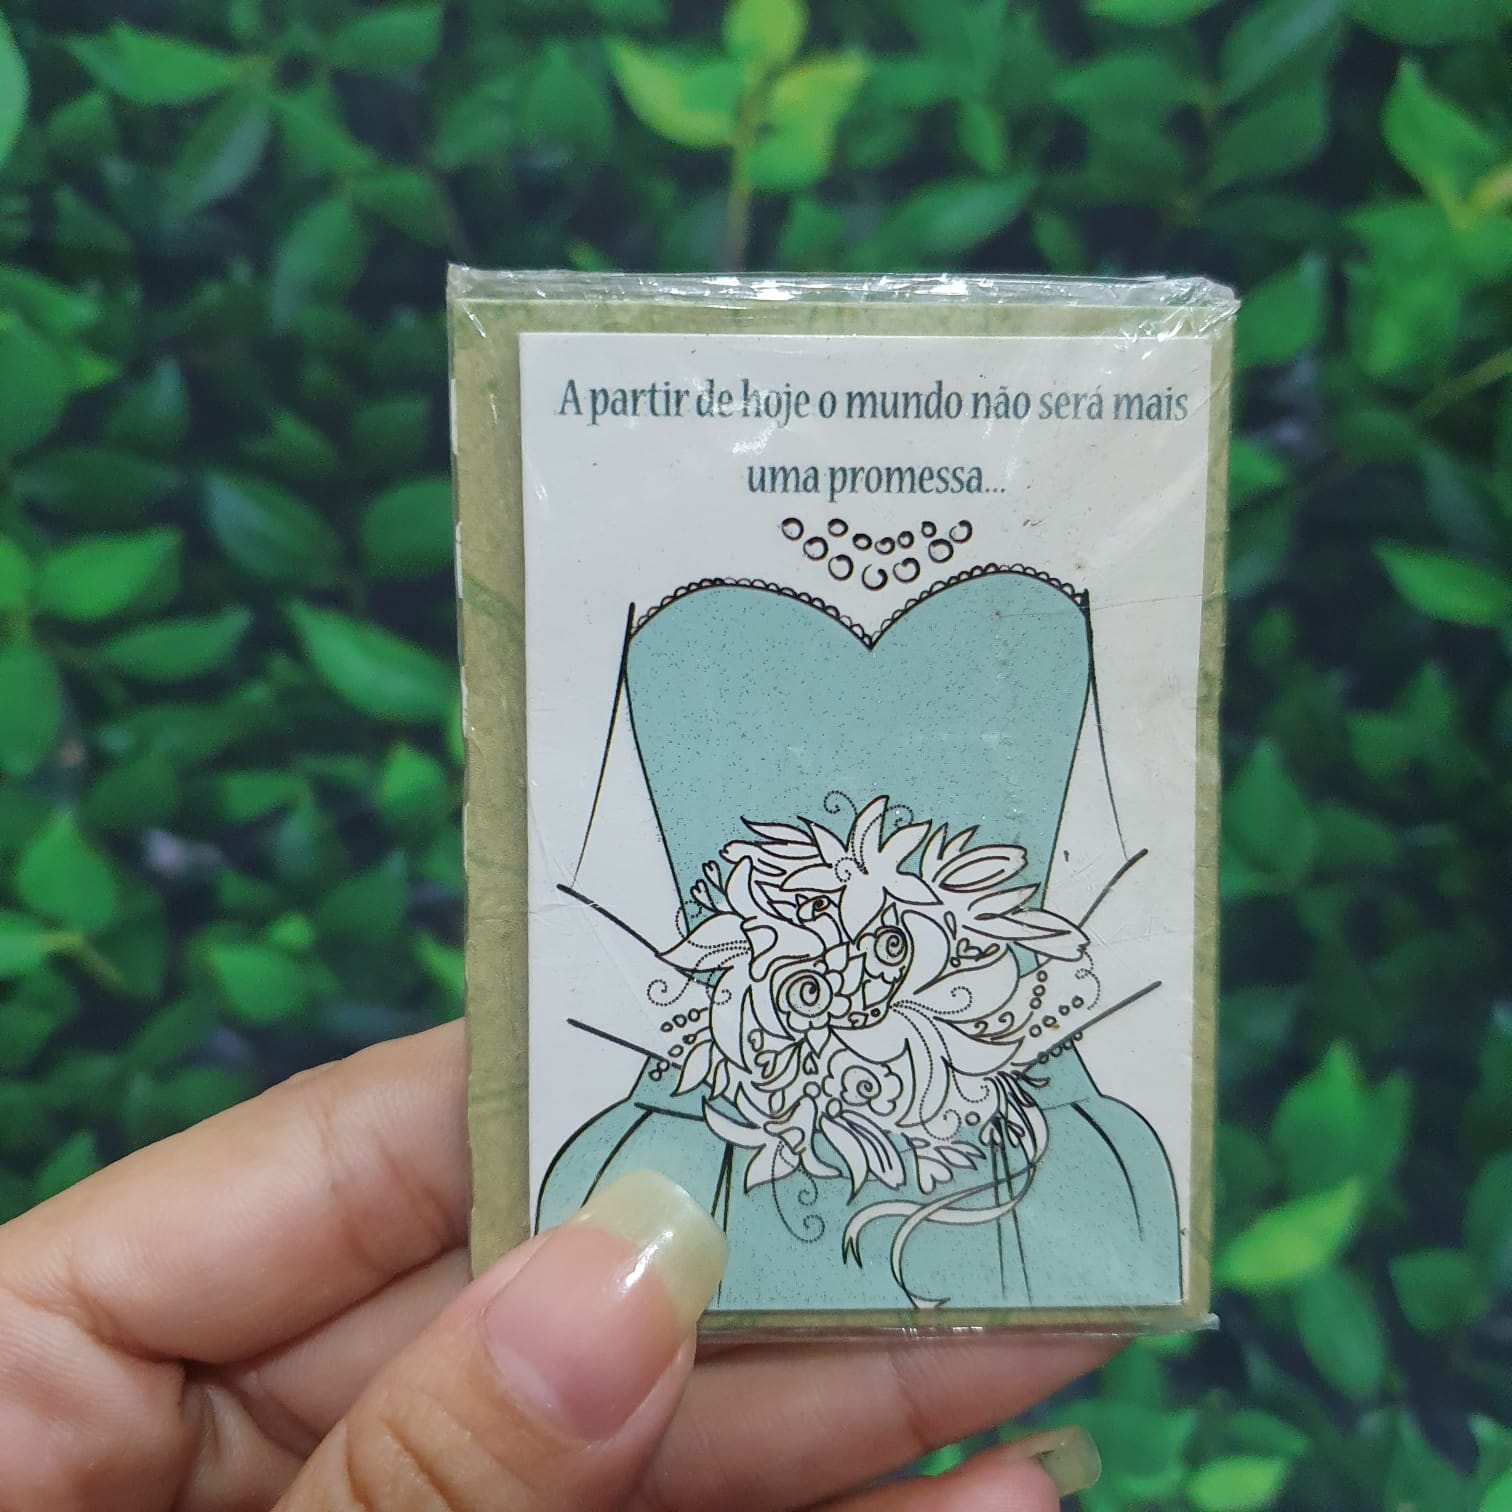 A partir de hoje o mundo não será mais
uma promessa...